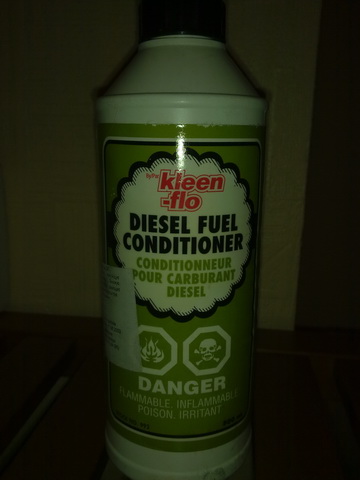 kleen
-flo
DIESEL FUEL
CONDITIONER
CONDITIONNEUR
POUR CARBURANT
DIESEL
DANGER
FLAMMABLE. INFLAMMABLE.
POISON. IRRITANT